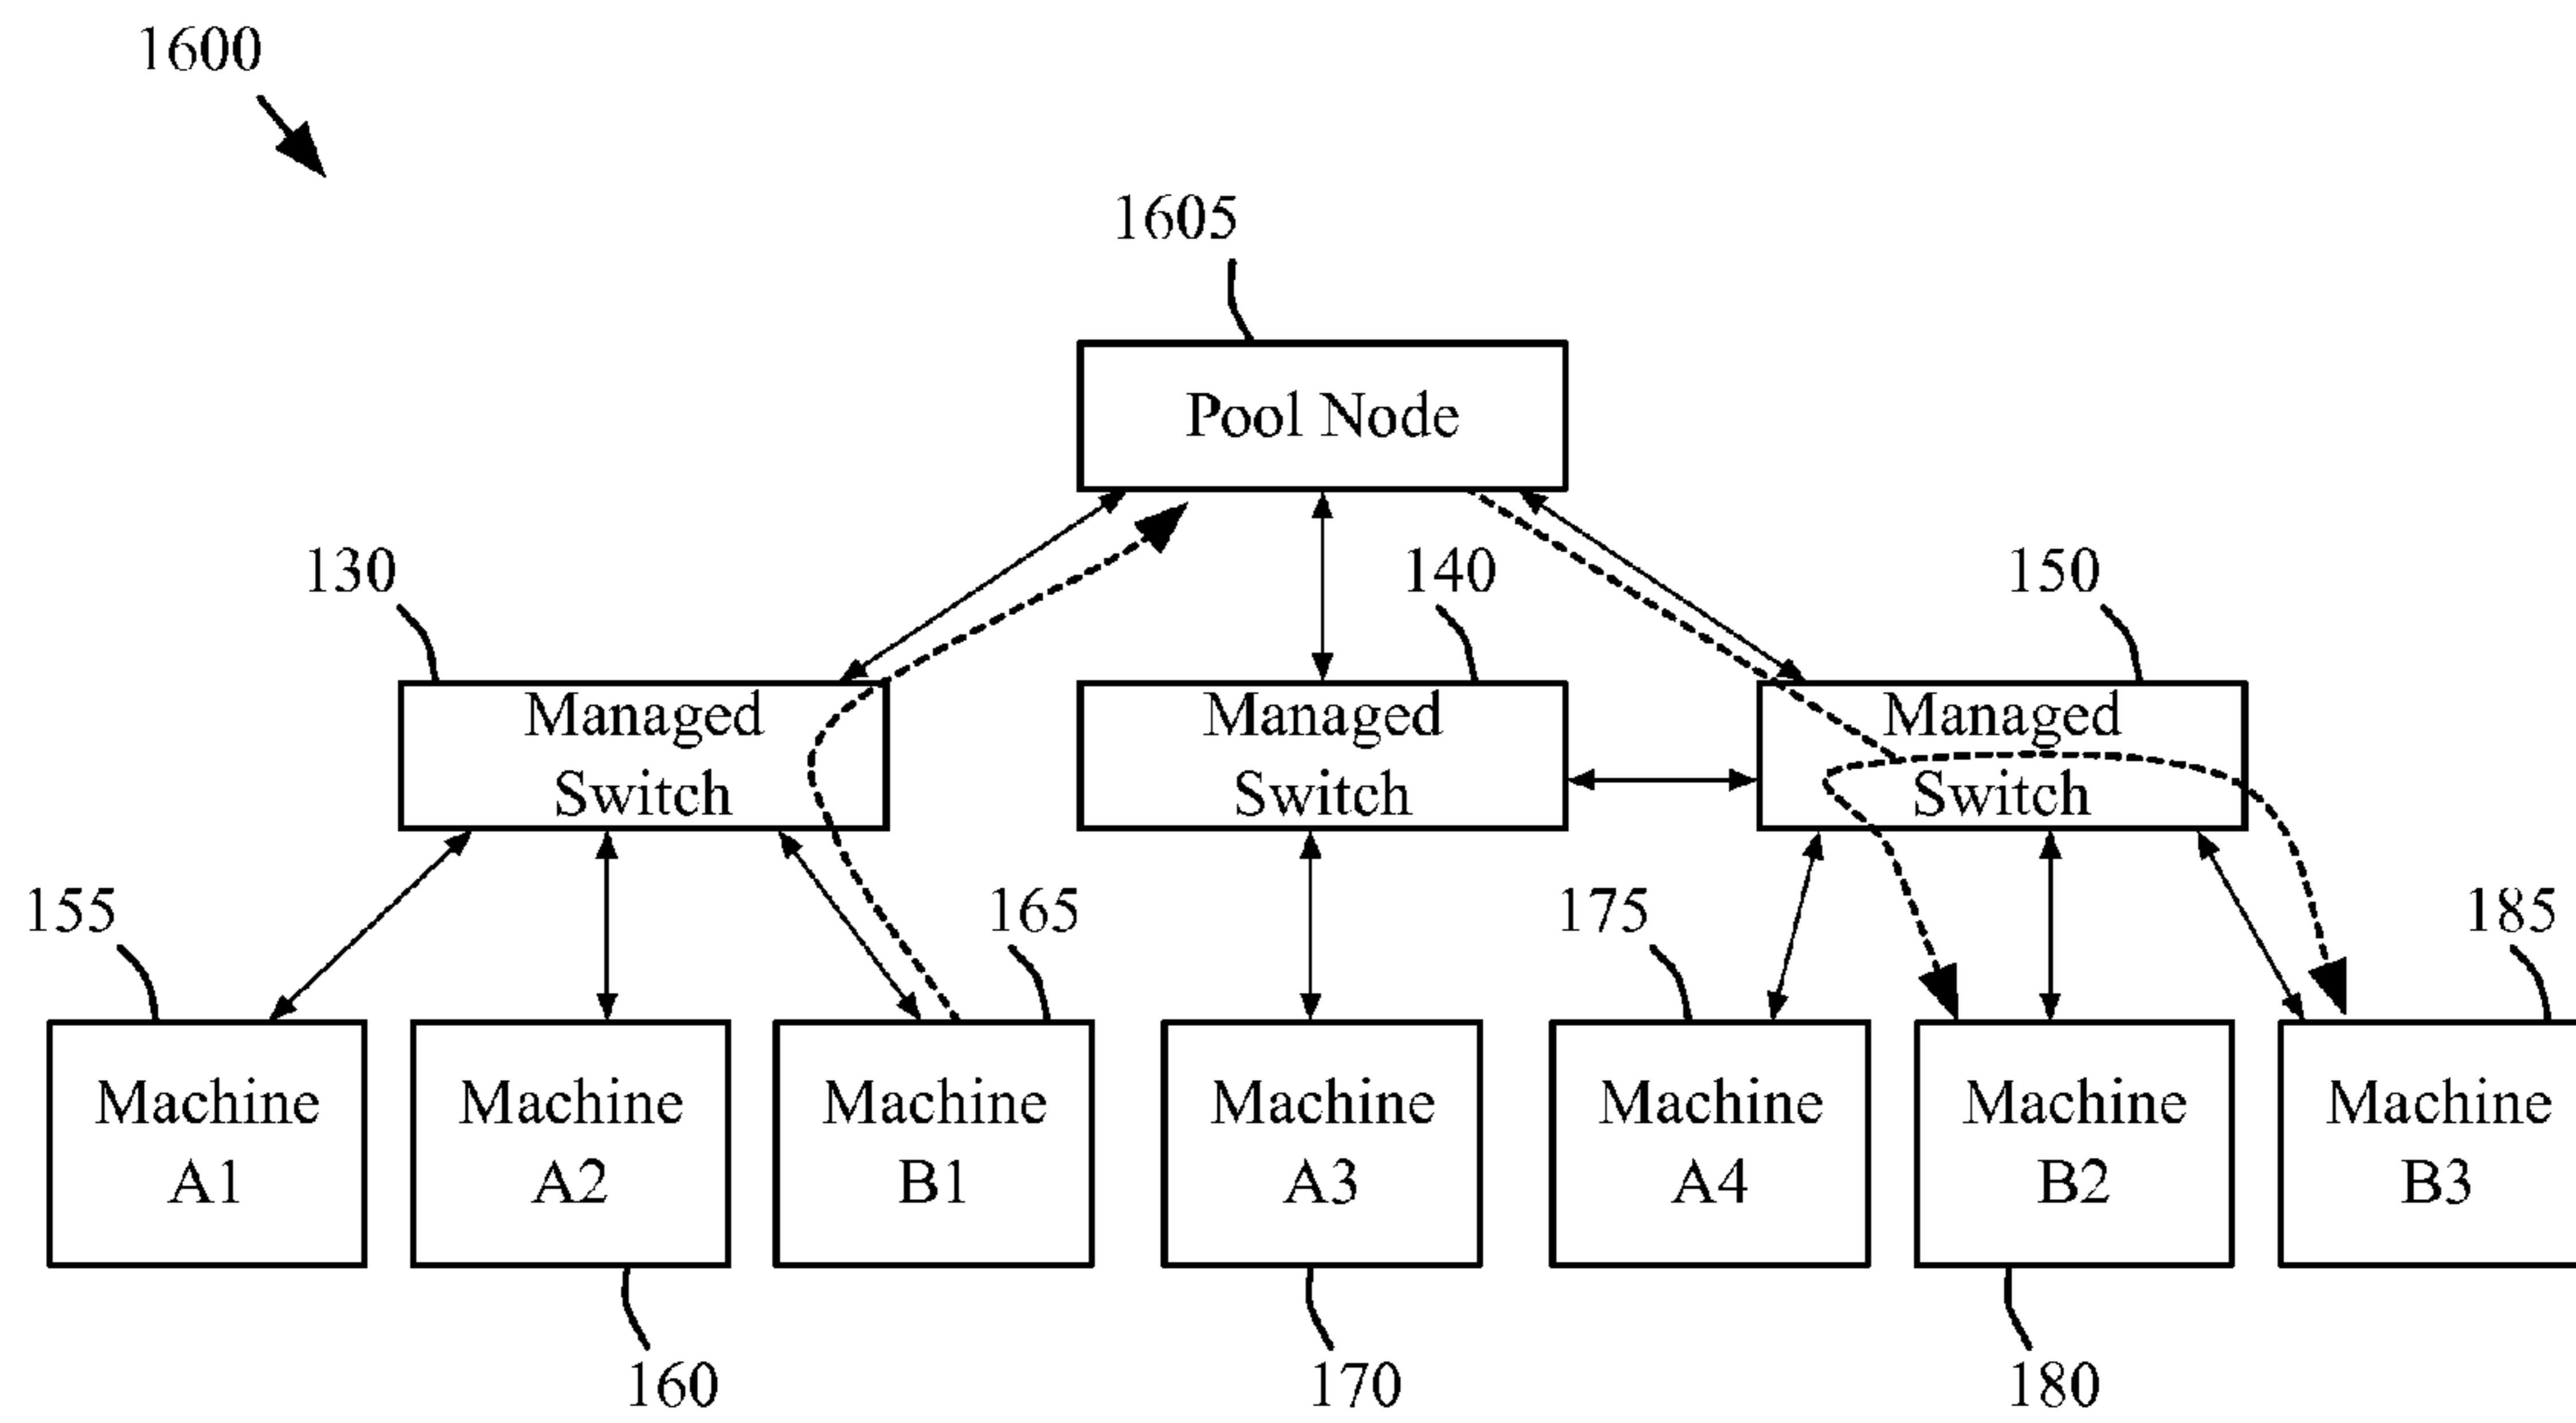 1600
1605
Pool Node
130
140
150
Managed
Switch
Managed
Switch
Managed
Switch
155
165
175
185
Machine
A1
Machine
A2
Machine
B1
Machine
A3
Machine
A4
Machine
B2
Machine
B3
160
170
180